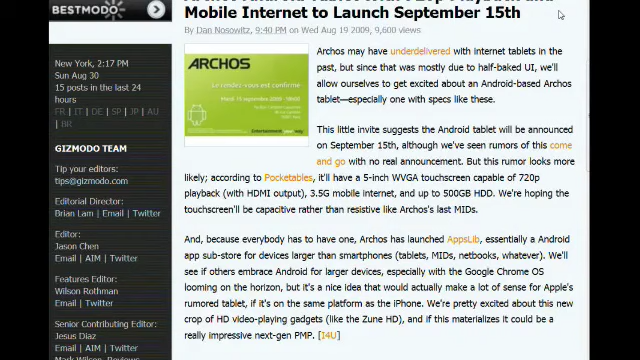 BESTMODO
New York, 2:17 PM
Sun Aug 30
15 posts in the last 24
hours
FR | IT | DE | SP | JP | AU
| BR
GIZMODO TEAM
Tip your editors:
tips@gizmodo.com
Editorial Director:
Brian Lam | Email | Twitter
Editor:
Jason Chen
Email | AIM | Twitter
Features Editor:
Wilson Rothman
Email | Twitter
Senior Contributing Editor:
Jesus Diaz
Email | AIM | Twitter
Mark Wilson, Reviews
Mobile Internet to Launch September 15th
By Dan Nosowitz, 9:40 PM on Wed Aug 19 2009, 9,600 views
ARCHOS
Le rendez-vous est confirmé
Archos may have underdelivered with internet tablets in the
past, but since that was mostly due to half-baked UI, we'll
allow ourselves to get excited about an Android-based Archos
tablet—especially one with specs like these.
This little invite suggests the Android tablet will be announced
on September 15th, although we've seen rumors of this come
and go with no real announcement. But this rumor looks more
likely; according to Pocketables, it'll have a 5-inch WVGA touchscreen capable of 720p
playback (with HDMI output), 3.5G mobile internet, and up to 500GB HDD. We're hoping the
touchscreen'll be capacitive rather than resistive like Archos's last MIDs.
And, because everybody has to have one, Archos has launched AppsLib, essentially a Android
app sub-store for devices larger than smartphones (tablets, MIDs, netbooks, whatever). We'll
see if others embrace Android for larger devices, especially with the Google Chrome OS
looming on the horizon, but it's a nice idea that would actually make a lot of sense for Apple's
rumored tablet, if it's on the same platform as the iPhone. We're pretty excited about this new
crop of HD video-playing gadgets (like the Zune HD), and if this materializes it could be a
really impressive next-gen PMP. [I4U]